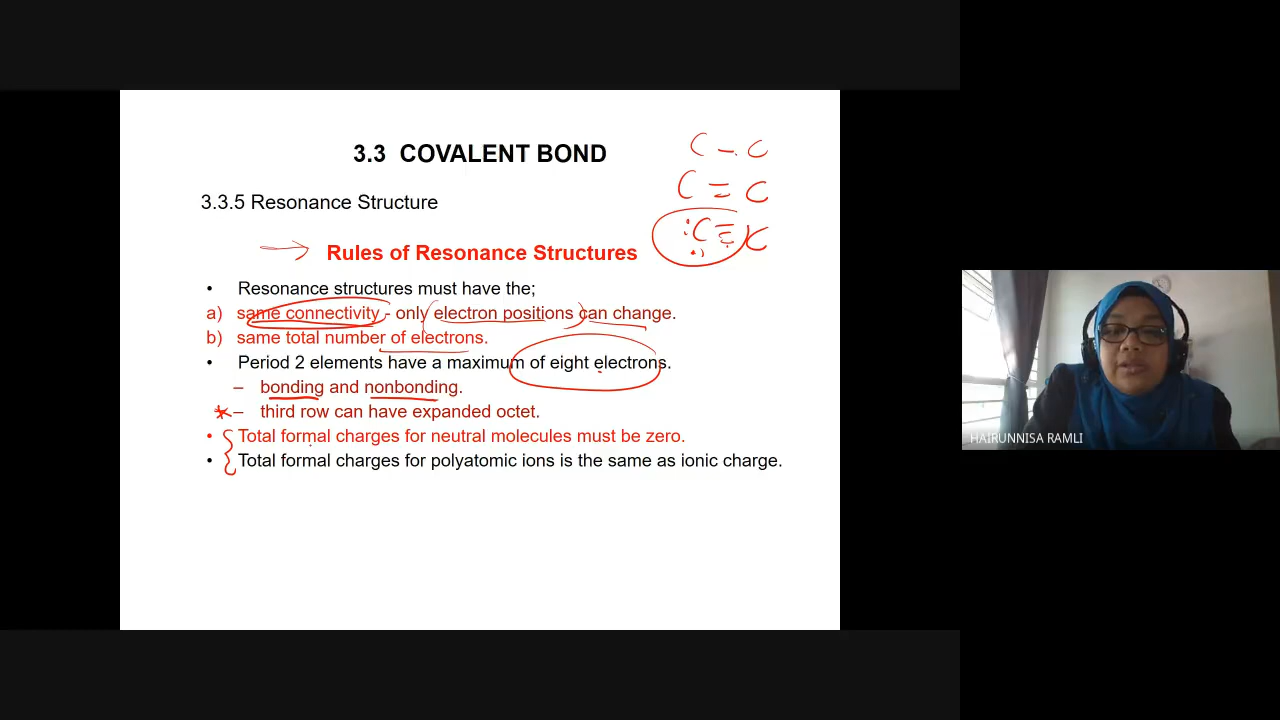 3.3 COVALENT BOND
C - C
3.3.5 Resonance Structure
C = C
:C ≡ C
Rules of Resonance Structures
• Resonance structures must have the;
a) same connectivity - only electron positions can change.
b) same total number of electrons.
• Period 2 elements have a maximum of eight electrons.
– bonding and nonbonding.
– third row can have expanded octet.
• Total formal charges for neutral molecules must be zero.
• Total formal charges for polyatomic ions is the same as ionic charge.
HAIRUNNISA RAMLI